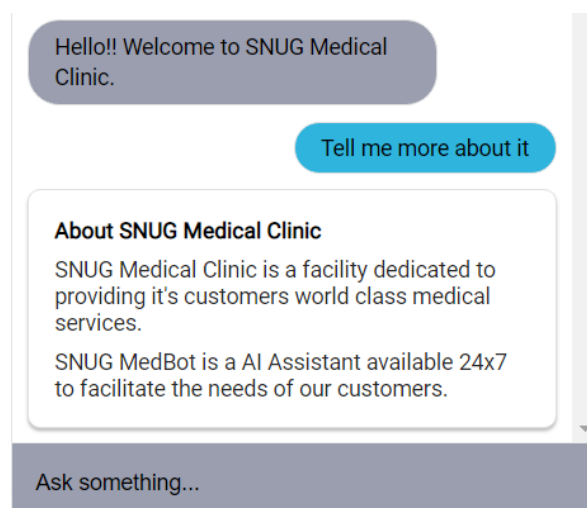 Hello!! Welcome to SNUG Medical
Clinic.
Tell me more about it
About SNUG Medical Clinic
SNUG Medical Clinic is a facility dedicated to
providing it's customers world class medical
services.
SNUG MedBot is a AI Assistant available 24x7
to facilitate the needs of our customers.
Ask something...